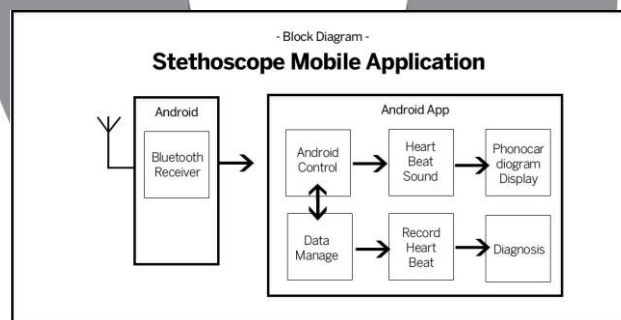 - Block Diagram -
Stethoscope Mobile Application
Android
Bluetooth
Receiver
Android App
Android
Control
Heart
Beat
Sound
Phonocar
diogram
Display
Data
Manage
Record
Heart
Beat
Diagnosis